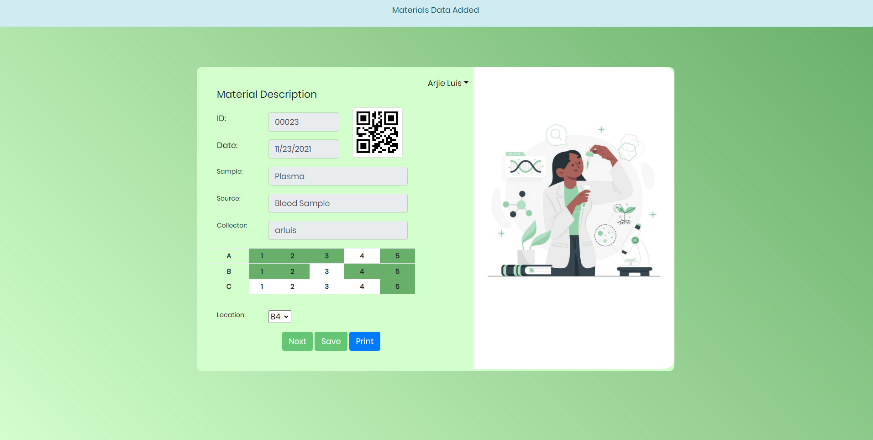 Materials Data Added
Arjio Luis
Material Description
ID: 00023
Date: 11/23/2021
Sample: Plasma
Source: Blood Sample
Collector: arluis
A 1 2 3 4 5
B 1 2 3 4 5
C 1 2 3 4 5
Location: B4
Next Save Print